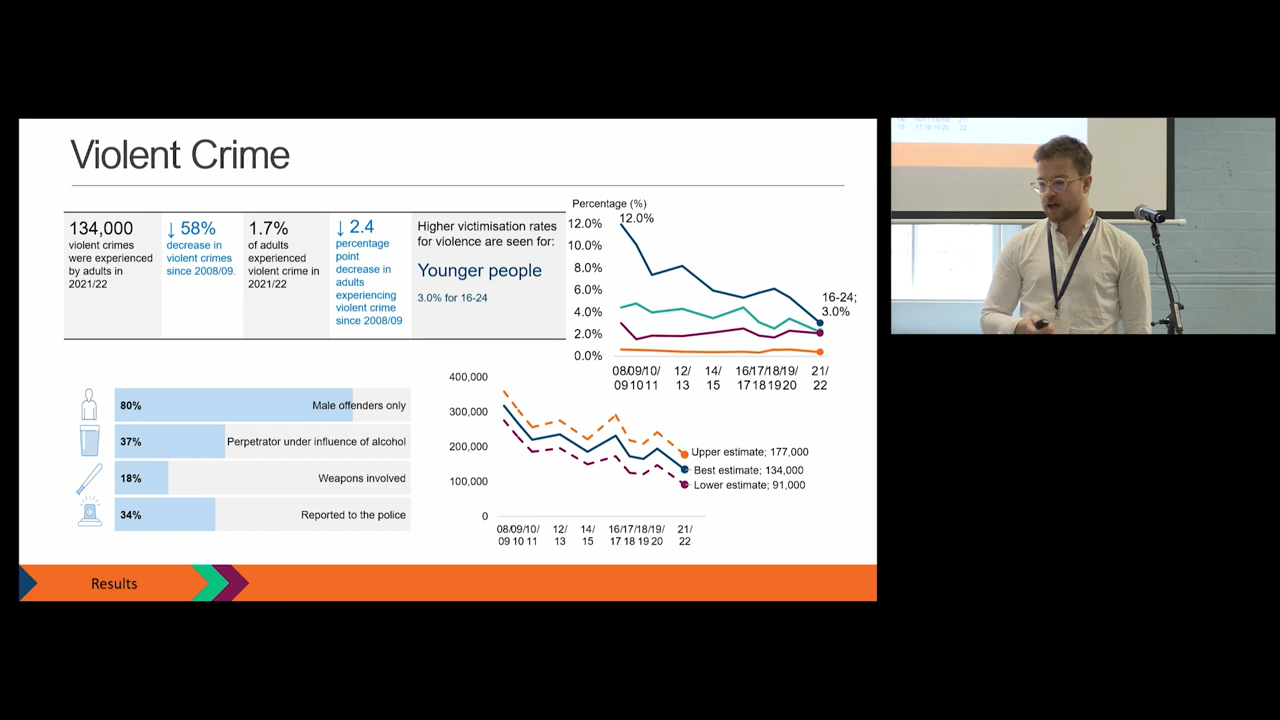 Violent Crime
134,000
violent crimes
were experienced
by adults in
2021/22
↓ 58%
decrease in
violent crimes
since 2008/09.
1.7%
of adults
experienced
violent crime in
2021/22
↓ 2.4
percentage
point
decrease in
adults
experiencing
violent crime
since 2008/09
Higher victimisation rates
for violence are seen for:
Younger people
3.0% for 16-24
Percentage (%)
12.0%
12.0%
10.0%
8.0%
6.0%
4.0%
2.0%
0.0%
16-24;
3.0%
08/ 09/ 10/ 12/ 14/ 16/ 17/ 18/ 19/ 21/
09 10 11 13 15 17 18 19 20 22
80% Male offenders only
37% Perpetrator under influence of alcohol
18% Weapons involved
34% Reported to the police
400,000
300,000
200,000
100,000
0
Upper estimate; 177,000
Best estimate; 134,000
Lower estimate; 91,000
08/ 09/ 10/ 12/ 14/ 16/ 17/ 18/ 19/ 21/
09 10 11 13 15 17 18 19 20 22
Results